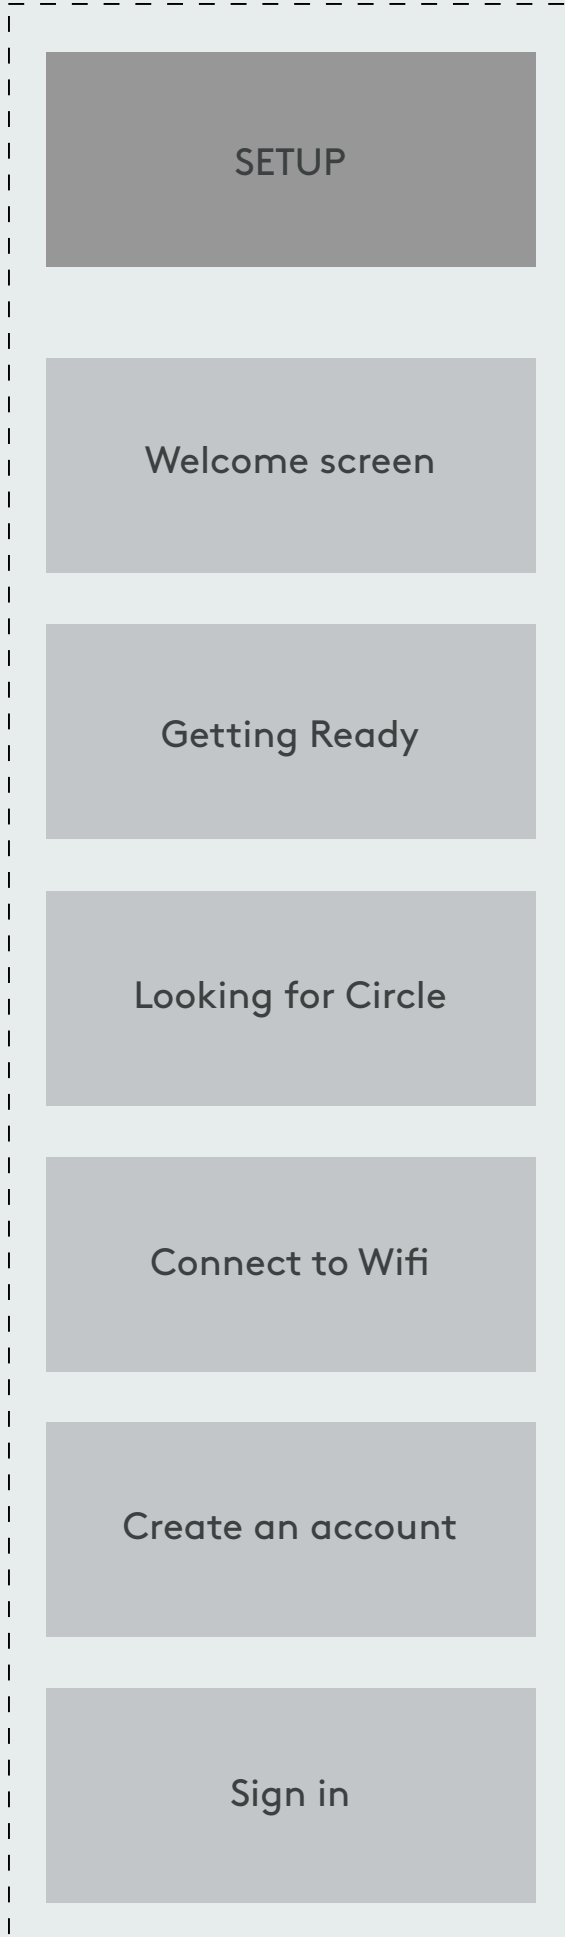 SETUP
Welcome screen
Getting Ready
Looking for Circle
Connect to Wifi
Create an account
Sign in